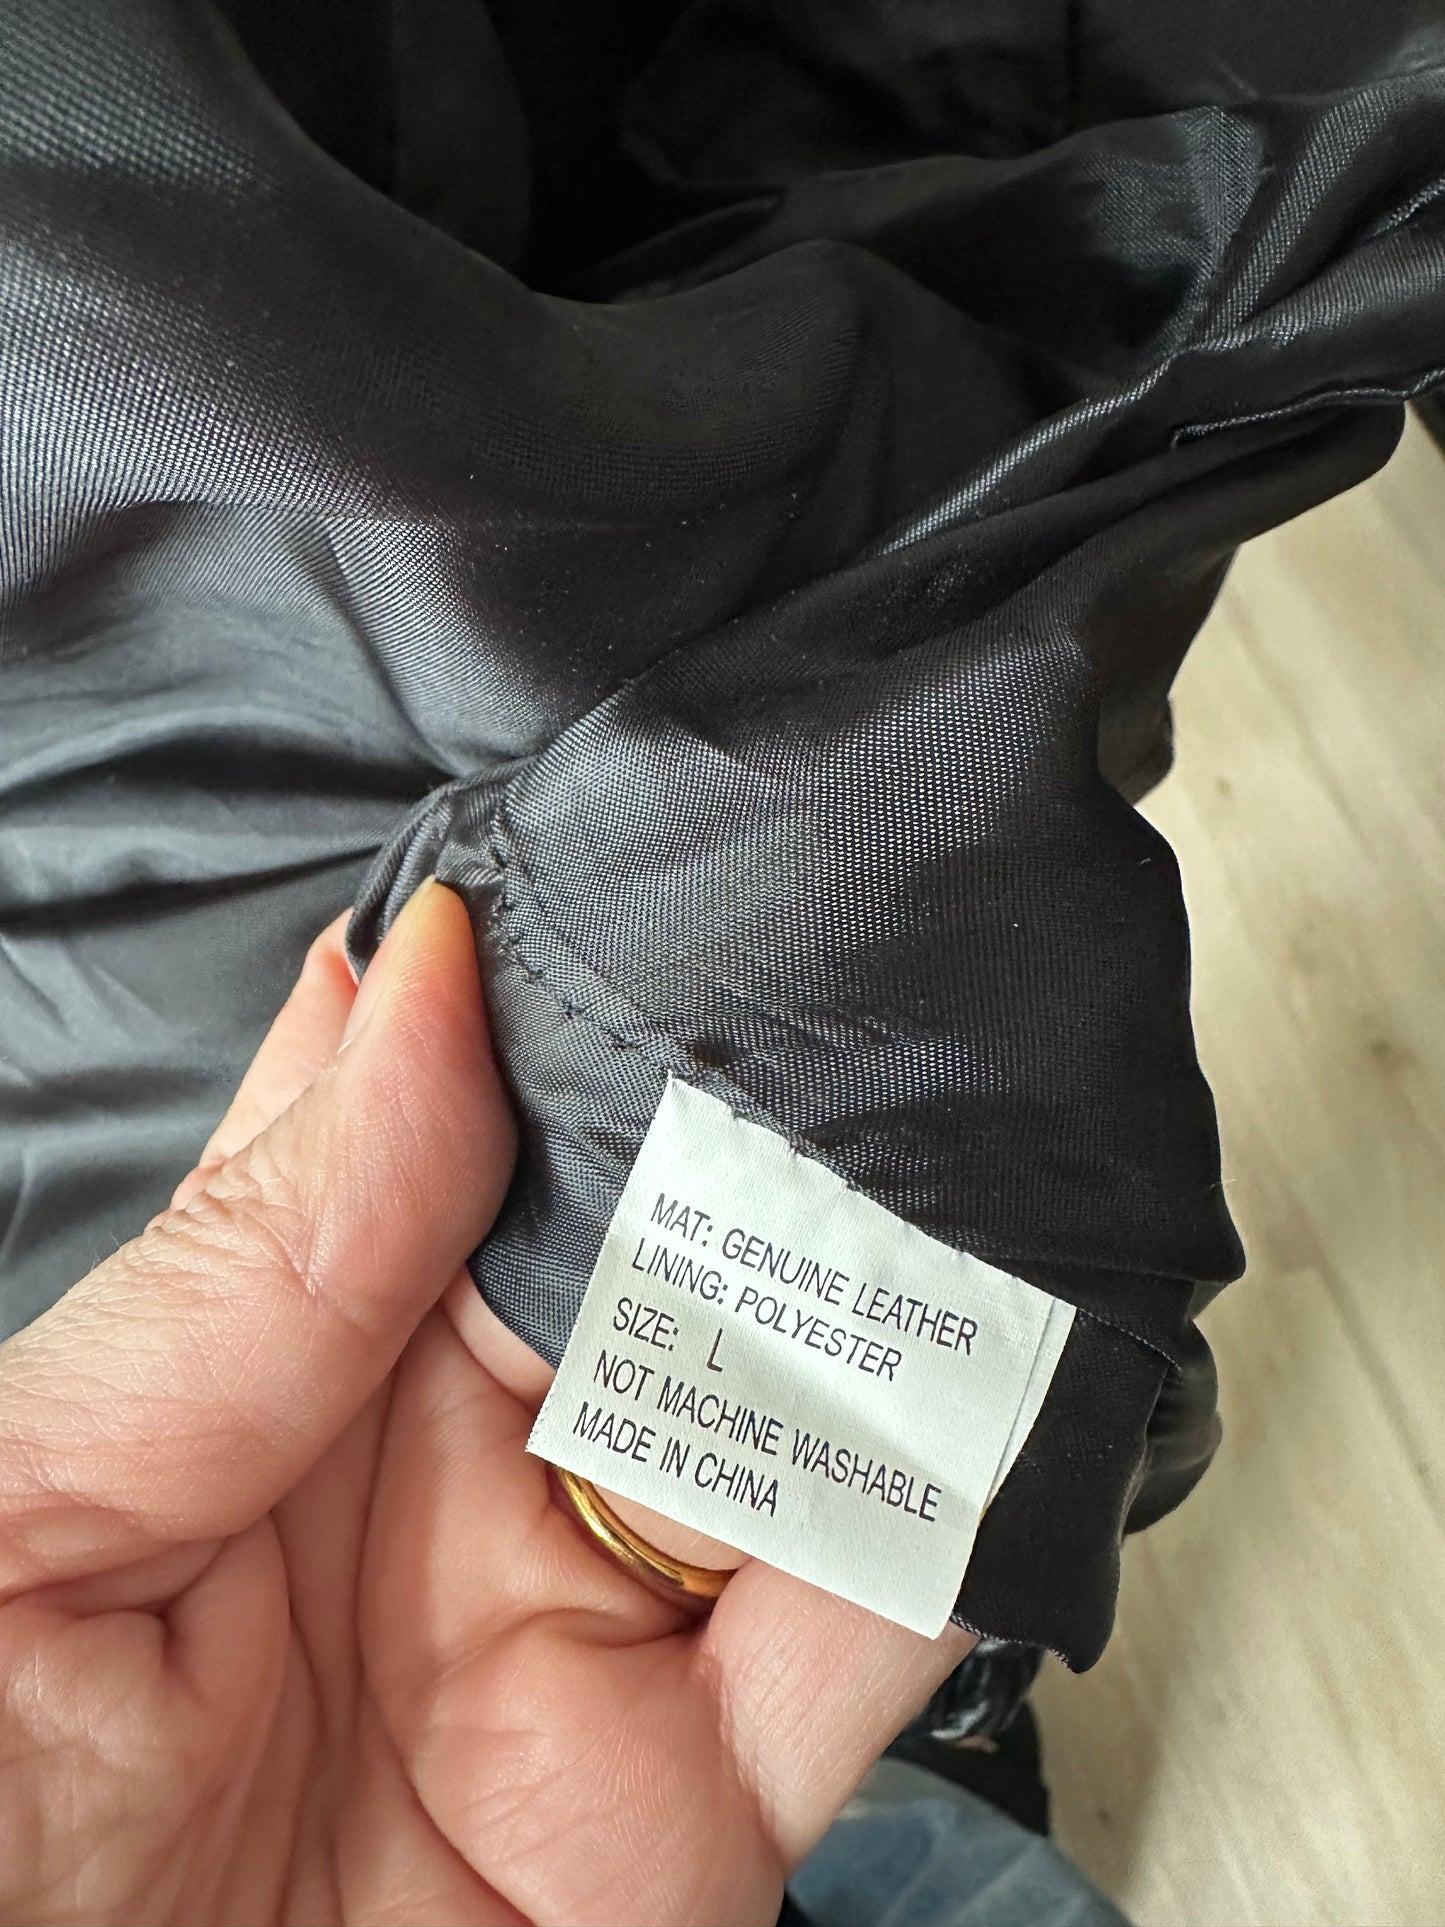 MAT: GENUINE LEATHER
LINING: POLYESTER
SIZE: L
NOT MACHINE WASHABLE
MADE IN CHINA